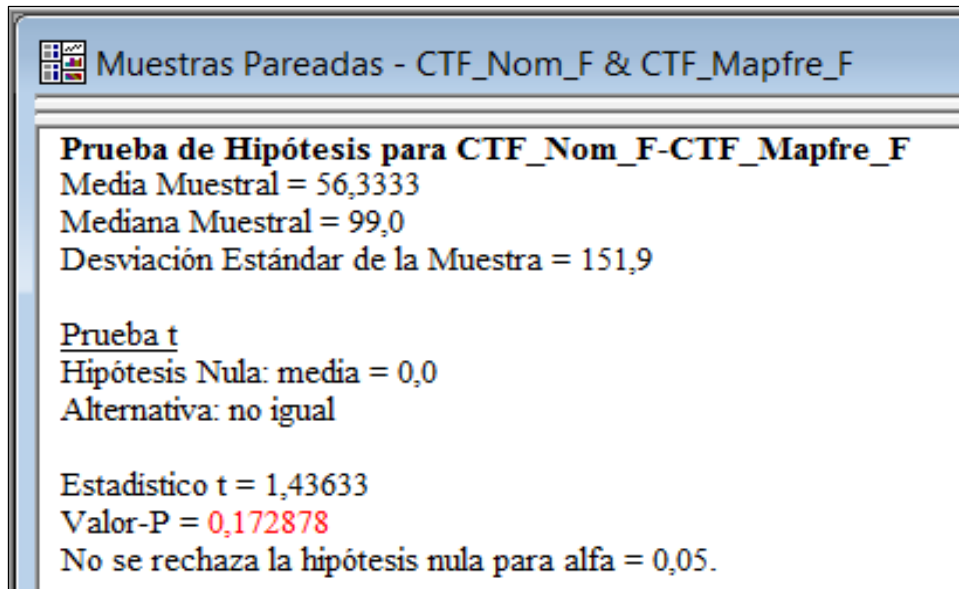 Muestras Pareadas - CTF_Nom_F & CTF_Mapfre_F
Prueba de Hipótesis para CTF_Nom_F-CTF_Mapfre_F
Media Muestral = 56,3333
Mediana Muestral = 99,0
Desviación Estándar de la Muestra = 151,9
Prueba t
Hipótesis Nula: media = 0,0
Alternativa: no igual
Estadístico t = 1,43633
Valor-P = 0,172878
No se rechaza la hipótesis nula para alfa = 0,05.